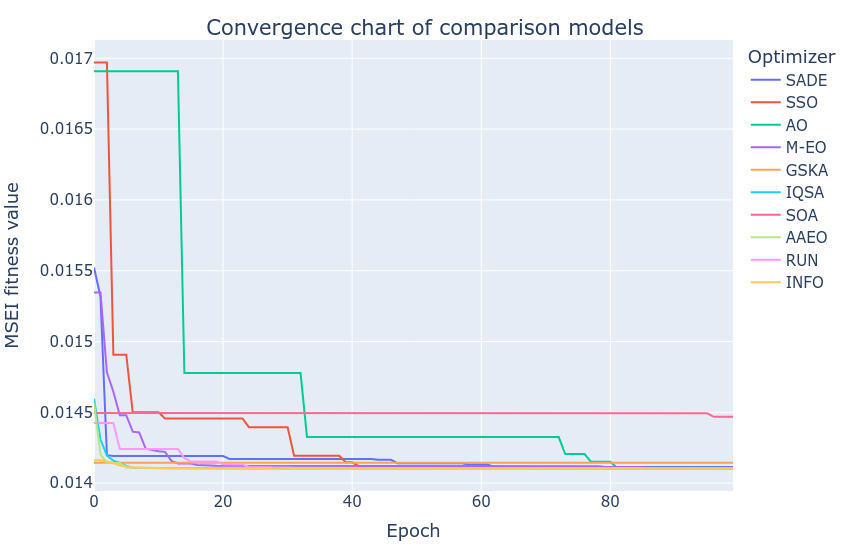 Convergence chart of comparison models
MSEI fitness value
0.017
0.0165
0.016
0.0155
0.015
0.0145
0.014
0
20
40
60
80
Epoch
Optimizer
SADE
SSO
AO
M-EO
GSKA
IQSA
SOA
AAEO
RUN
INFO